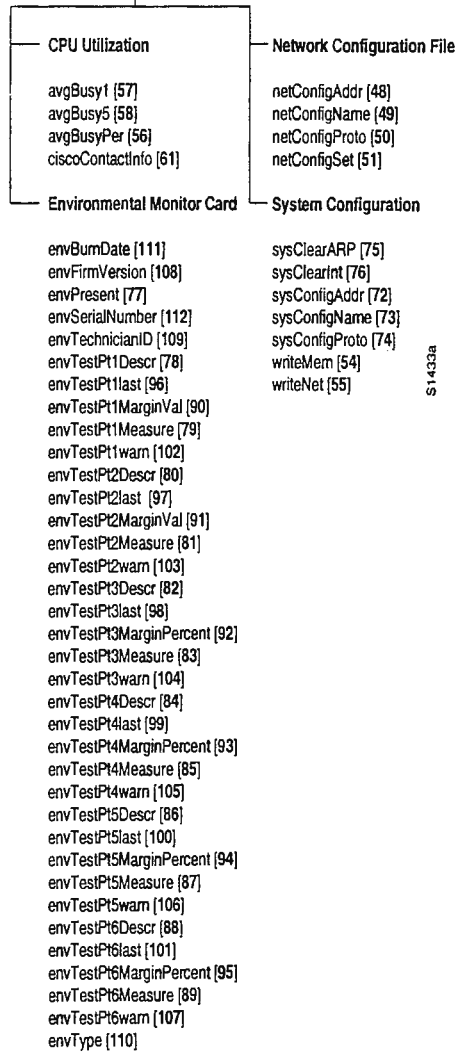 CPU Utilization
avgBusy1 [57]
avgBusy5 [58]
avgBusyPer [56]
ciscoContactInfo [61]
Environmental Monitor Card
envBurnDate [111]
envFirmVersion [108]
envPresent [77]
envSerialNumber [112]
envTechnicianID [109]
envTestPt1Descr [78]
envTestPt1last [96]
envTestPt1MarginVal [90]
envTestPt1Measure [79]
envTestPt1warn [102]
envTestPt2Descr [80]
envTestPt2last [97]
envTestPt2MarginVal [91]
envTestPt2Measure [81]
envTestPt2warn [103]
envTestPt3Descr [82]
envTestPt3last [98]
envTestPt3MarginPercent [92]
envTestPt3Measure [83]
envTestPt3warn [104]
envTestPt4Descr [84]
envTestPt4last [99]
envTestPt4MarginPercent [93]
envTestPt4Measure [85]
envTestPt4warn [105]
envTestPt5Descr [86]
envTestPt5last [100]
envTestPt5MarginPercent [94]
envTestPt5Measure [87]
envTestPt5warn [106]
envTestPt6Descr [88]
envTestPt6last [101]
envTestPt6MarginPercent [95]
envTestPt6Measure [89]
envTestPt6warn [107]
envType [110]
Network Configuration File
netConfigAddr [48]
netConfigName [49]
netConfigProto [50]
netConfigSet [51]
System Configuration
sysClearARP [75]
sysClearInt [76]
sysConfigAddr [72]
sysConfigName [73]
sysConfigProto [74]
writeMem [54]
writeNet [55]
S1433a